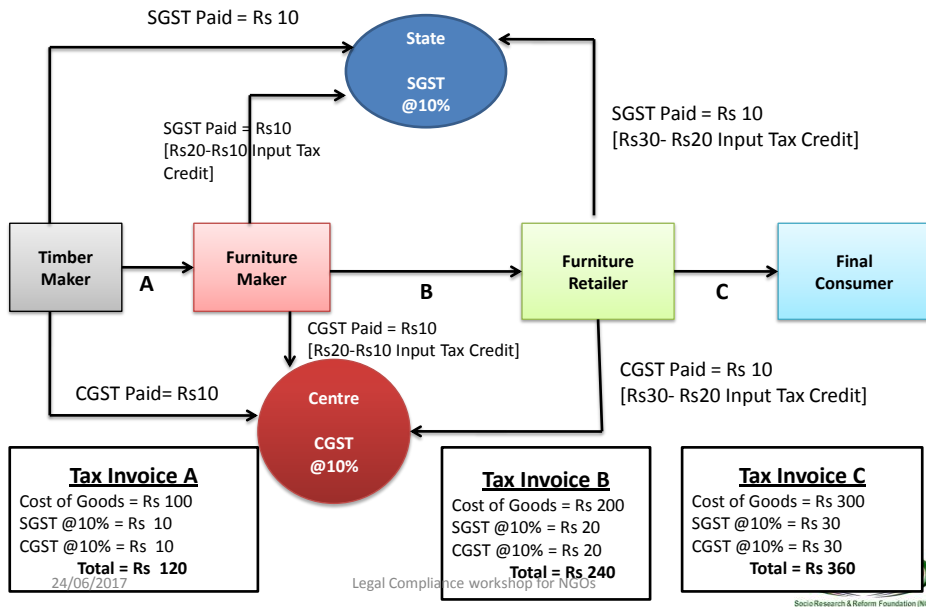 SGST Paid = Rs 10
State
SGST
@10%
SGST Paid = Rs10
[Rs20-Rs10 Input Tax
Credit]
SGST Paid = Rs 10
[Rs30- Rs20 Input Tax Credit]
Timber
Maker
A
Furniture
Maker
B
Furniture
Retailer
C
Final
Consumer
CGST Paid = Rs10
[Rs20-Rs10 Input Tax Credit]
CGST Paid = Rs 10
[Rs30- Rs20 Input Tax Credit]
CGST Paid= Rs10
Centre
CGST
@10%
Tax Invoice A
Cost of Goods = Rs 100
SGST @10% = Rs 10
CGST @10% = Rs 10
Total = Rs 120
Tax Invoice B
Cost of Goods = Rs 200
SGST @10% = Rs 20
CGST @10% = Rs 20
Total = Rs 240
Tax Invoice C
Cost of Goods = Rs 300
SGST @10% = Rs 30
CGST @10% = Rs 30
Total = Rs 360
24/06/2017
Legal Compliance workshop for NGOs
Socio Research & Reform Foundation (NG